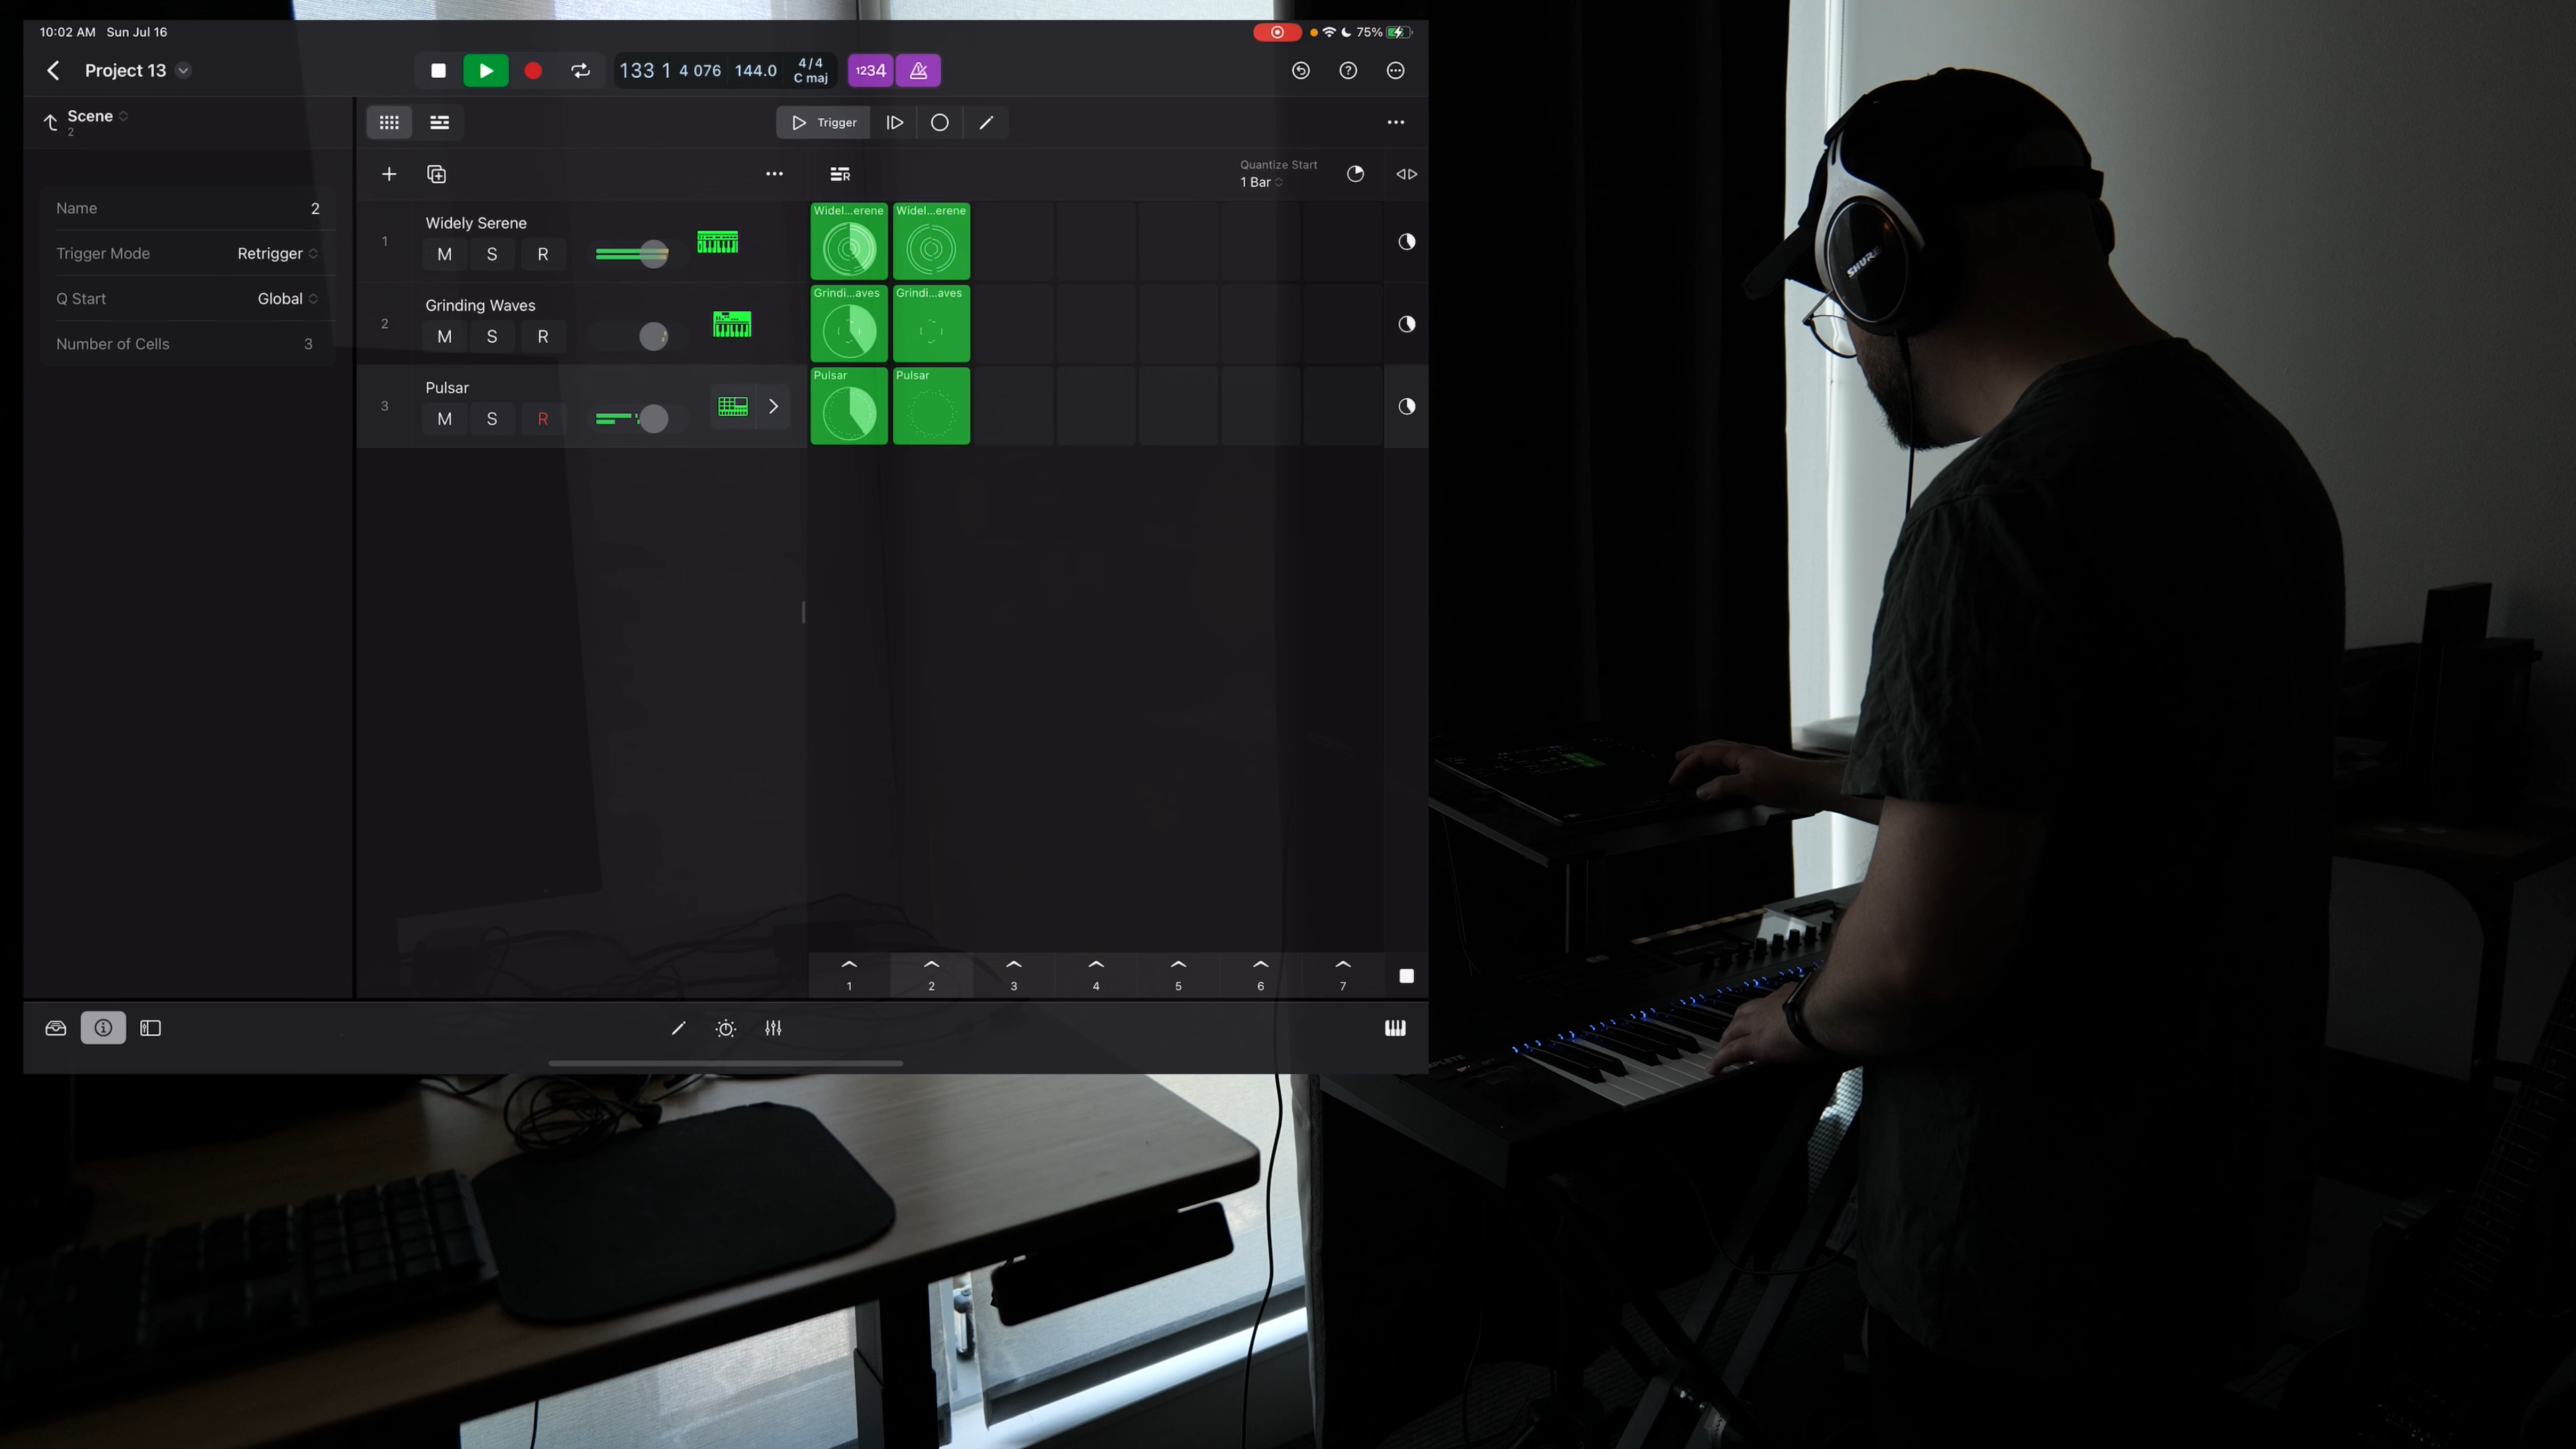 10:02 AM Sun Jul 16
75%
Project 13
133 1 4 076 144.0 4/4 C maj
1234
Scene
2
Trigger
Quantize Start
1 Bar
R
Name 2
Trigger Mode Retrigger
Q Start Global
Number of Cells 3
1 Widely Serene
M S R
Widel...erene Widel...erene
2 Grinding Waves
M S R
Grindi...aves Grindi...aves
3 Pulsar
M S R
Pulsar Pulsar
1 2 3 4 5 6 7
SHURE